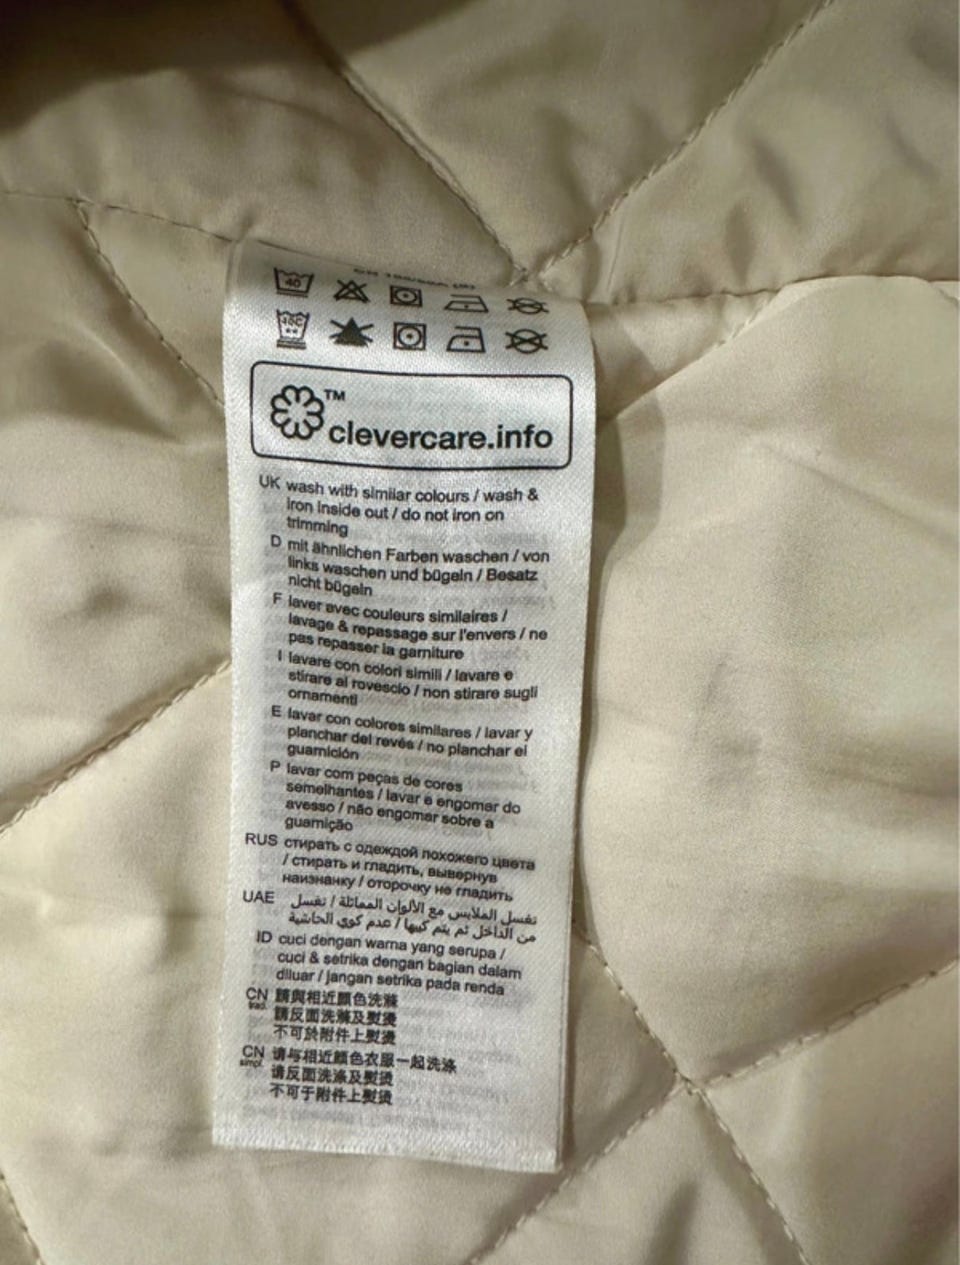 40
40C
TM
clevercare.info
UK wash with similar colours / wash &
iron inside out / do not iron on
trimming
D mit ähnlichen Farben waschen / von
links waschen und bügeln / Besatz
nicht bügeln
F laver avec couleurs similaires /
lavage & repassage sur l'envers / ne
pas repasser la garniture
I lavare con colori simili / lavare e
stirare al rovescio / non stirare sugli
ornamenti
E lavar con colores similares / lavar y
planchar del revés / no planchar el
guarnición
P lavar com peças de cores
semelhantes / lavar e engomar do
avesso / não engomar sobre a
guarnição
RUS стирать с одеждой похожего цвета
/ стирать и гладить, вывернув
наизнанку / оторочку не гладить
UAE تغسل الملابس مع الألوان المماثلة / تغسل
من الداخل ثم يتم كيها / عدم كوي الحاشية
ID cuci dengan warna yang serupa /
cuci & setrika dengan bagian dalam
diluar / jangan setrika pada renda
CN trad. 請與相近顏色洗滌
請反面洗滌及熨燙
不可於附件上熨燙
CN simpl. 请与相近颜色衣服一起洗涤
请反面洗涤及熨烫
不可于附件上熨烫